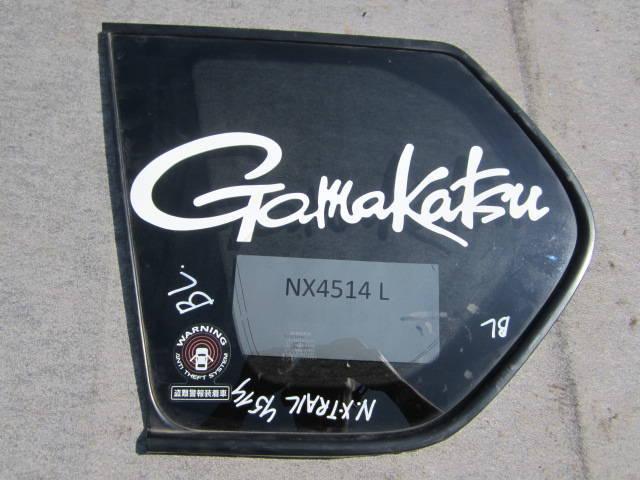 Gamakatsu
NX4514 L
BL.
BL
WARNING
ANTI THEFT SYSTEM
盗難警報装着車
N.X-TRAIL 4514